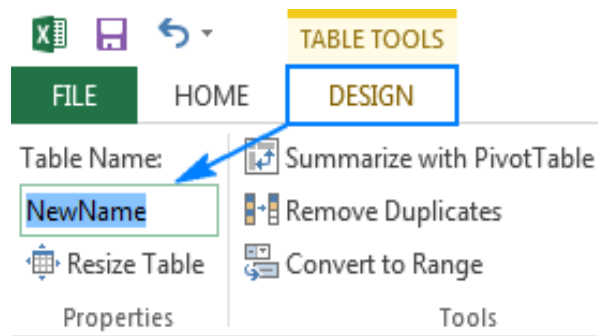 TABLE TOOLS
FILE HOME DESIGN
Table Name:
NewName
Resize Table
Properties
Summarize with PivotTable
Remove Duplicates
Convert to Range
Tools